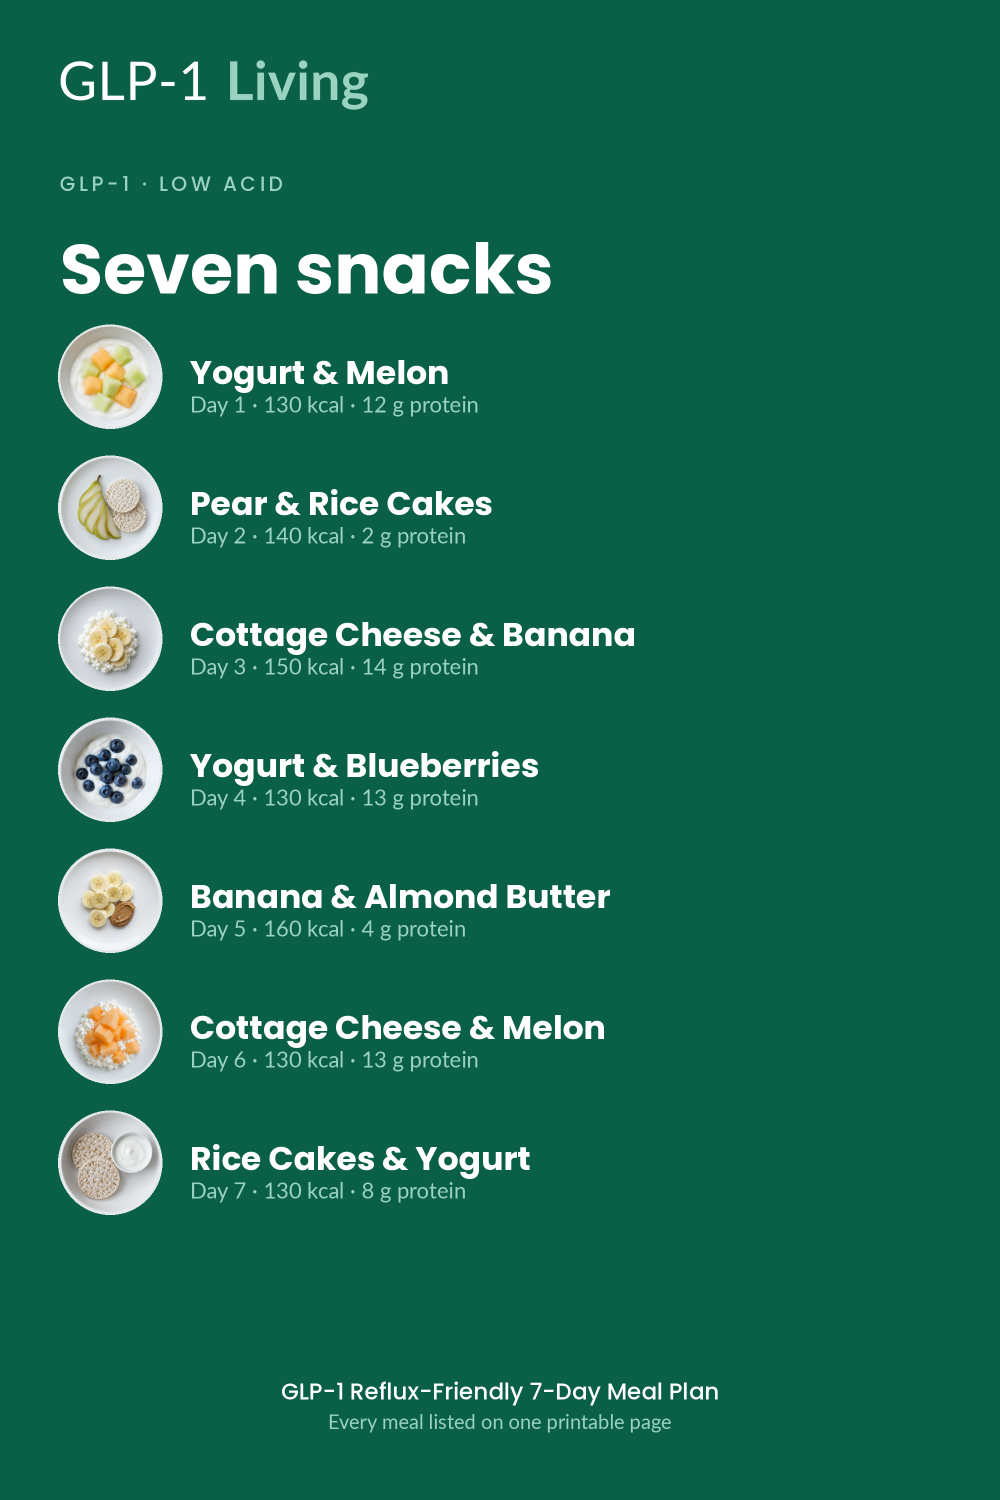 GLP-1 Living
GLP-1 · LOW ACID
Seven snacks
Yogurt & Melon
Day 1 · 130 kcal · 12 g protein
Pear & Rice Cakes
Day 2 · 140 kcal · 2 g protein
Cottage Cheese & Banana
Day 3 · 150 kcal · 14 g protein
Yogurt & Blueberries
Day 4 · 130 kcal · 13 g protein
Banana & Almond Butter
Day 5 · 160 kcal · 4 g protein
Cottage Cheese & Melon
Day 6 · 130 kcal · 13 g protein
Rice Cakes & Yogurt
Day 7 · 130 kcal · 8 g protein
GLP-1 Reflux-Friendly 7-Day Meal Plan
Every meal listed on one printable page